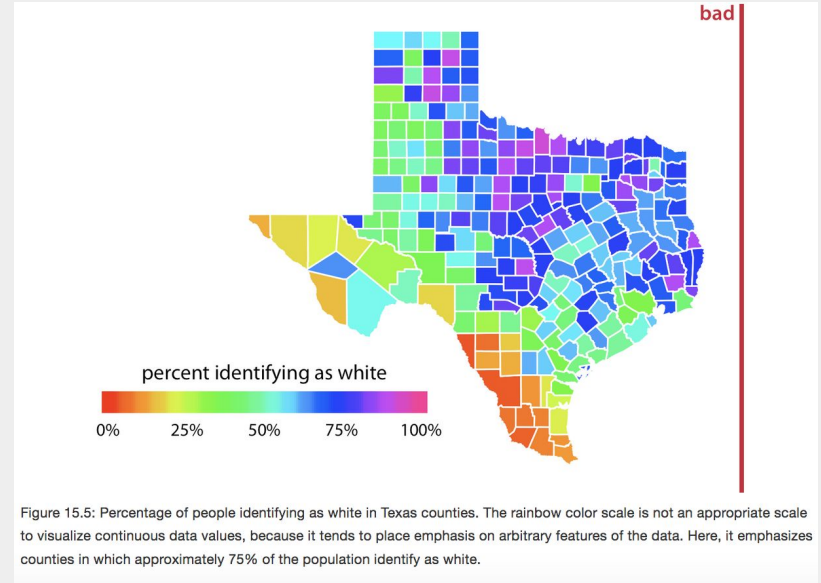 bad
percent identifying as white
0% 25% 50% 75% 100%
Figure 15.5: Percentage of people identifying as white in Texas counties. The rainbow color scale is not an appropriate scale
to visualize continuous data values, because it tends to place emphasis on arbitrary features of the data. Here, it emphasizes
counties in which approximately 75% of the population identify as white.